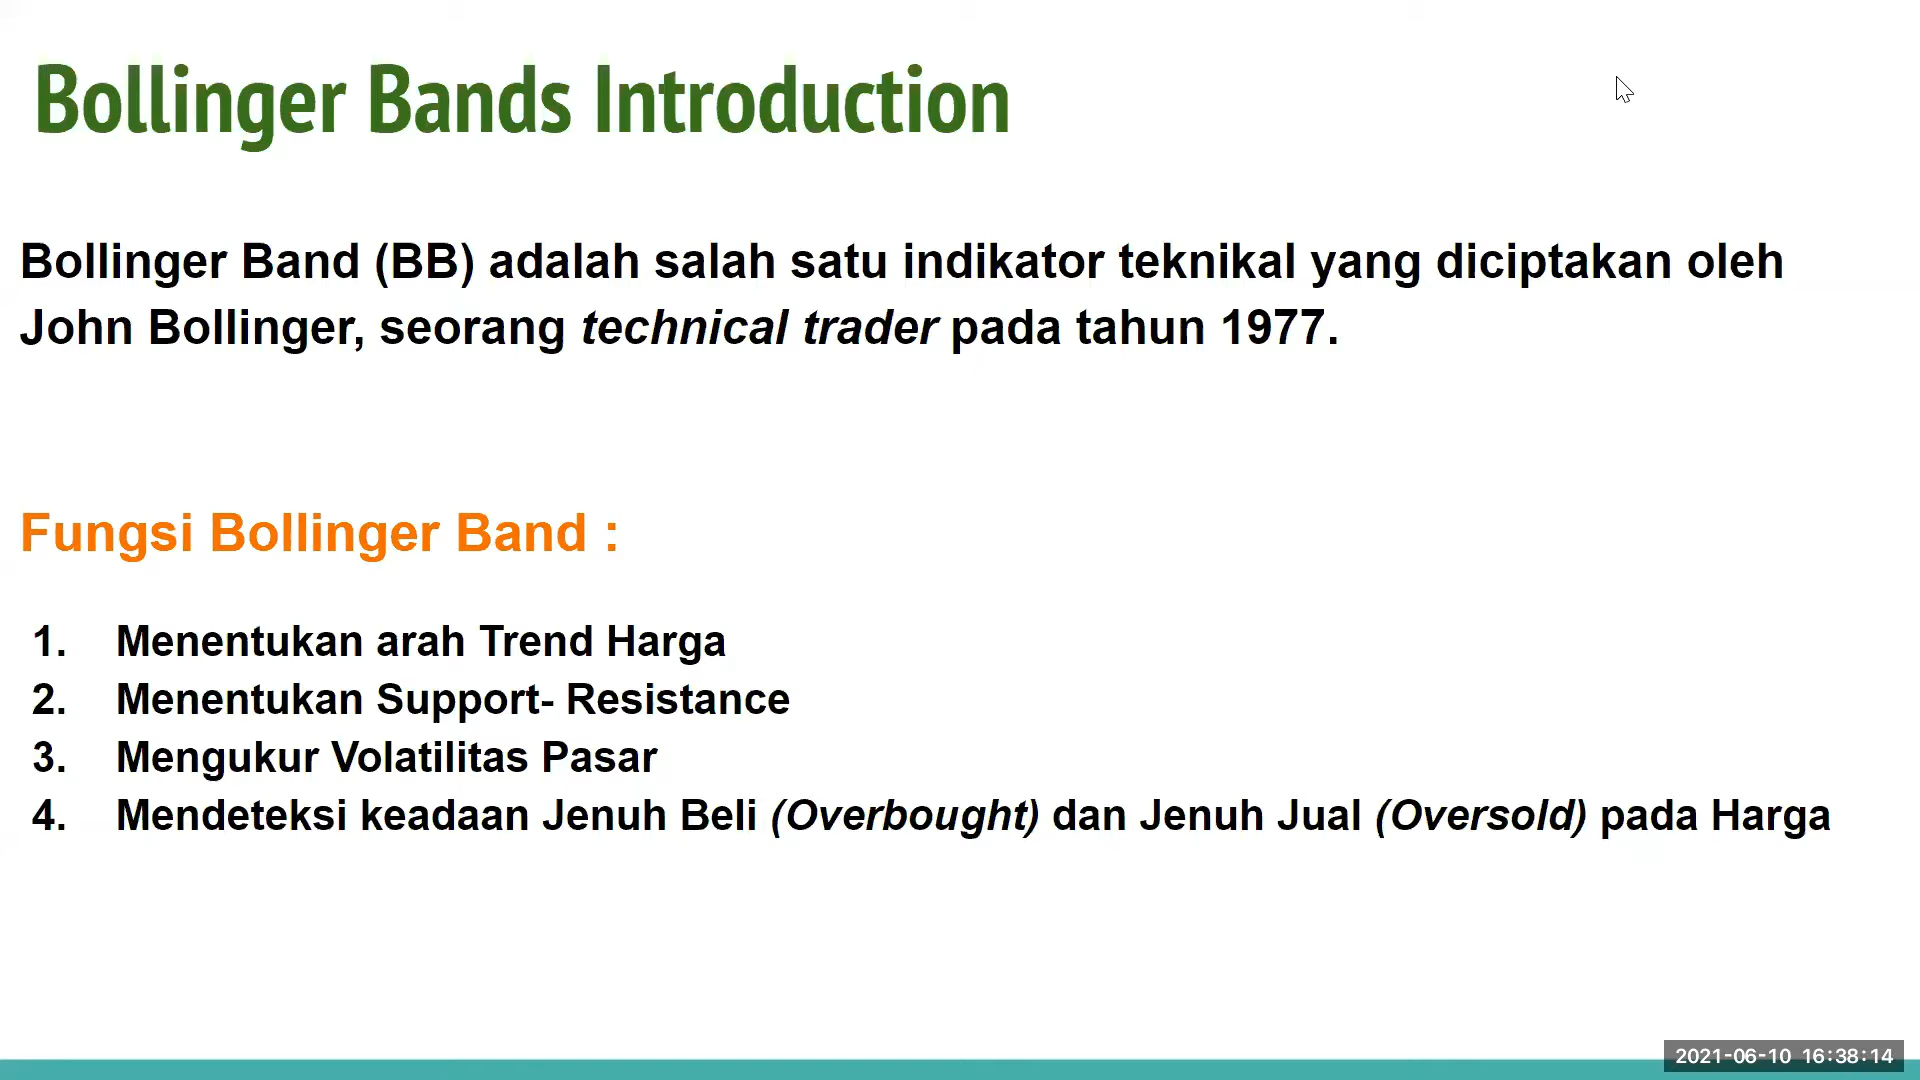 Bollinger Bands Introduction
Bollinger Band (BB) adalah salah satu indikator teknikal yang diciptakan oleh
John Bollinger, seorang technical trader pada tahun 1977.
Fungsi Bollinger Band :
1. Menentukan arah Trend Harga
2. Menentukan Support- Resistance
3. Mengukur Volatilitas Pasar
4. Mendeteksi keadaan Jenuh Beli (Overbought) dan Jenuh Jual (Oversold) pada Harga
2021-06-10 16:38:14